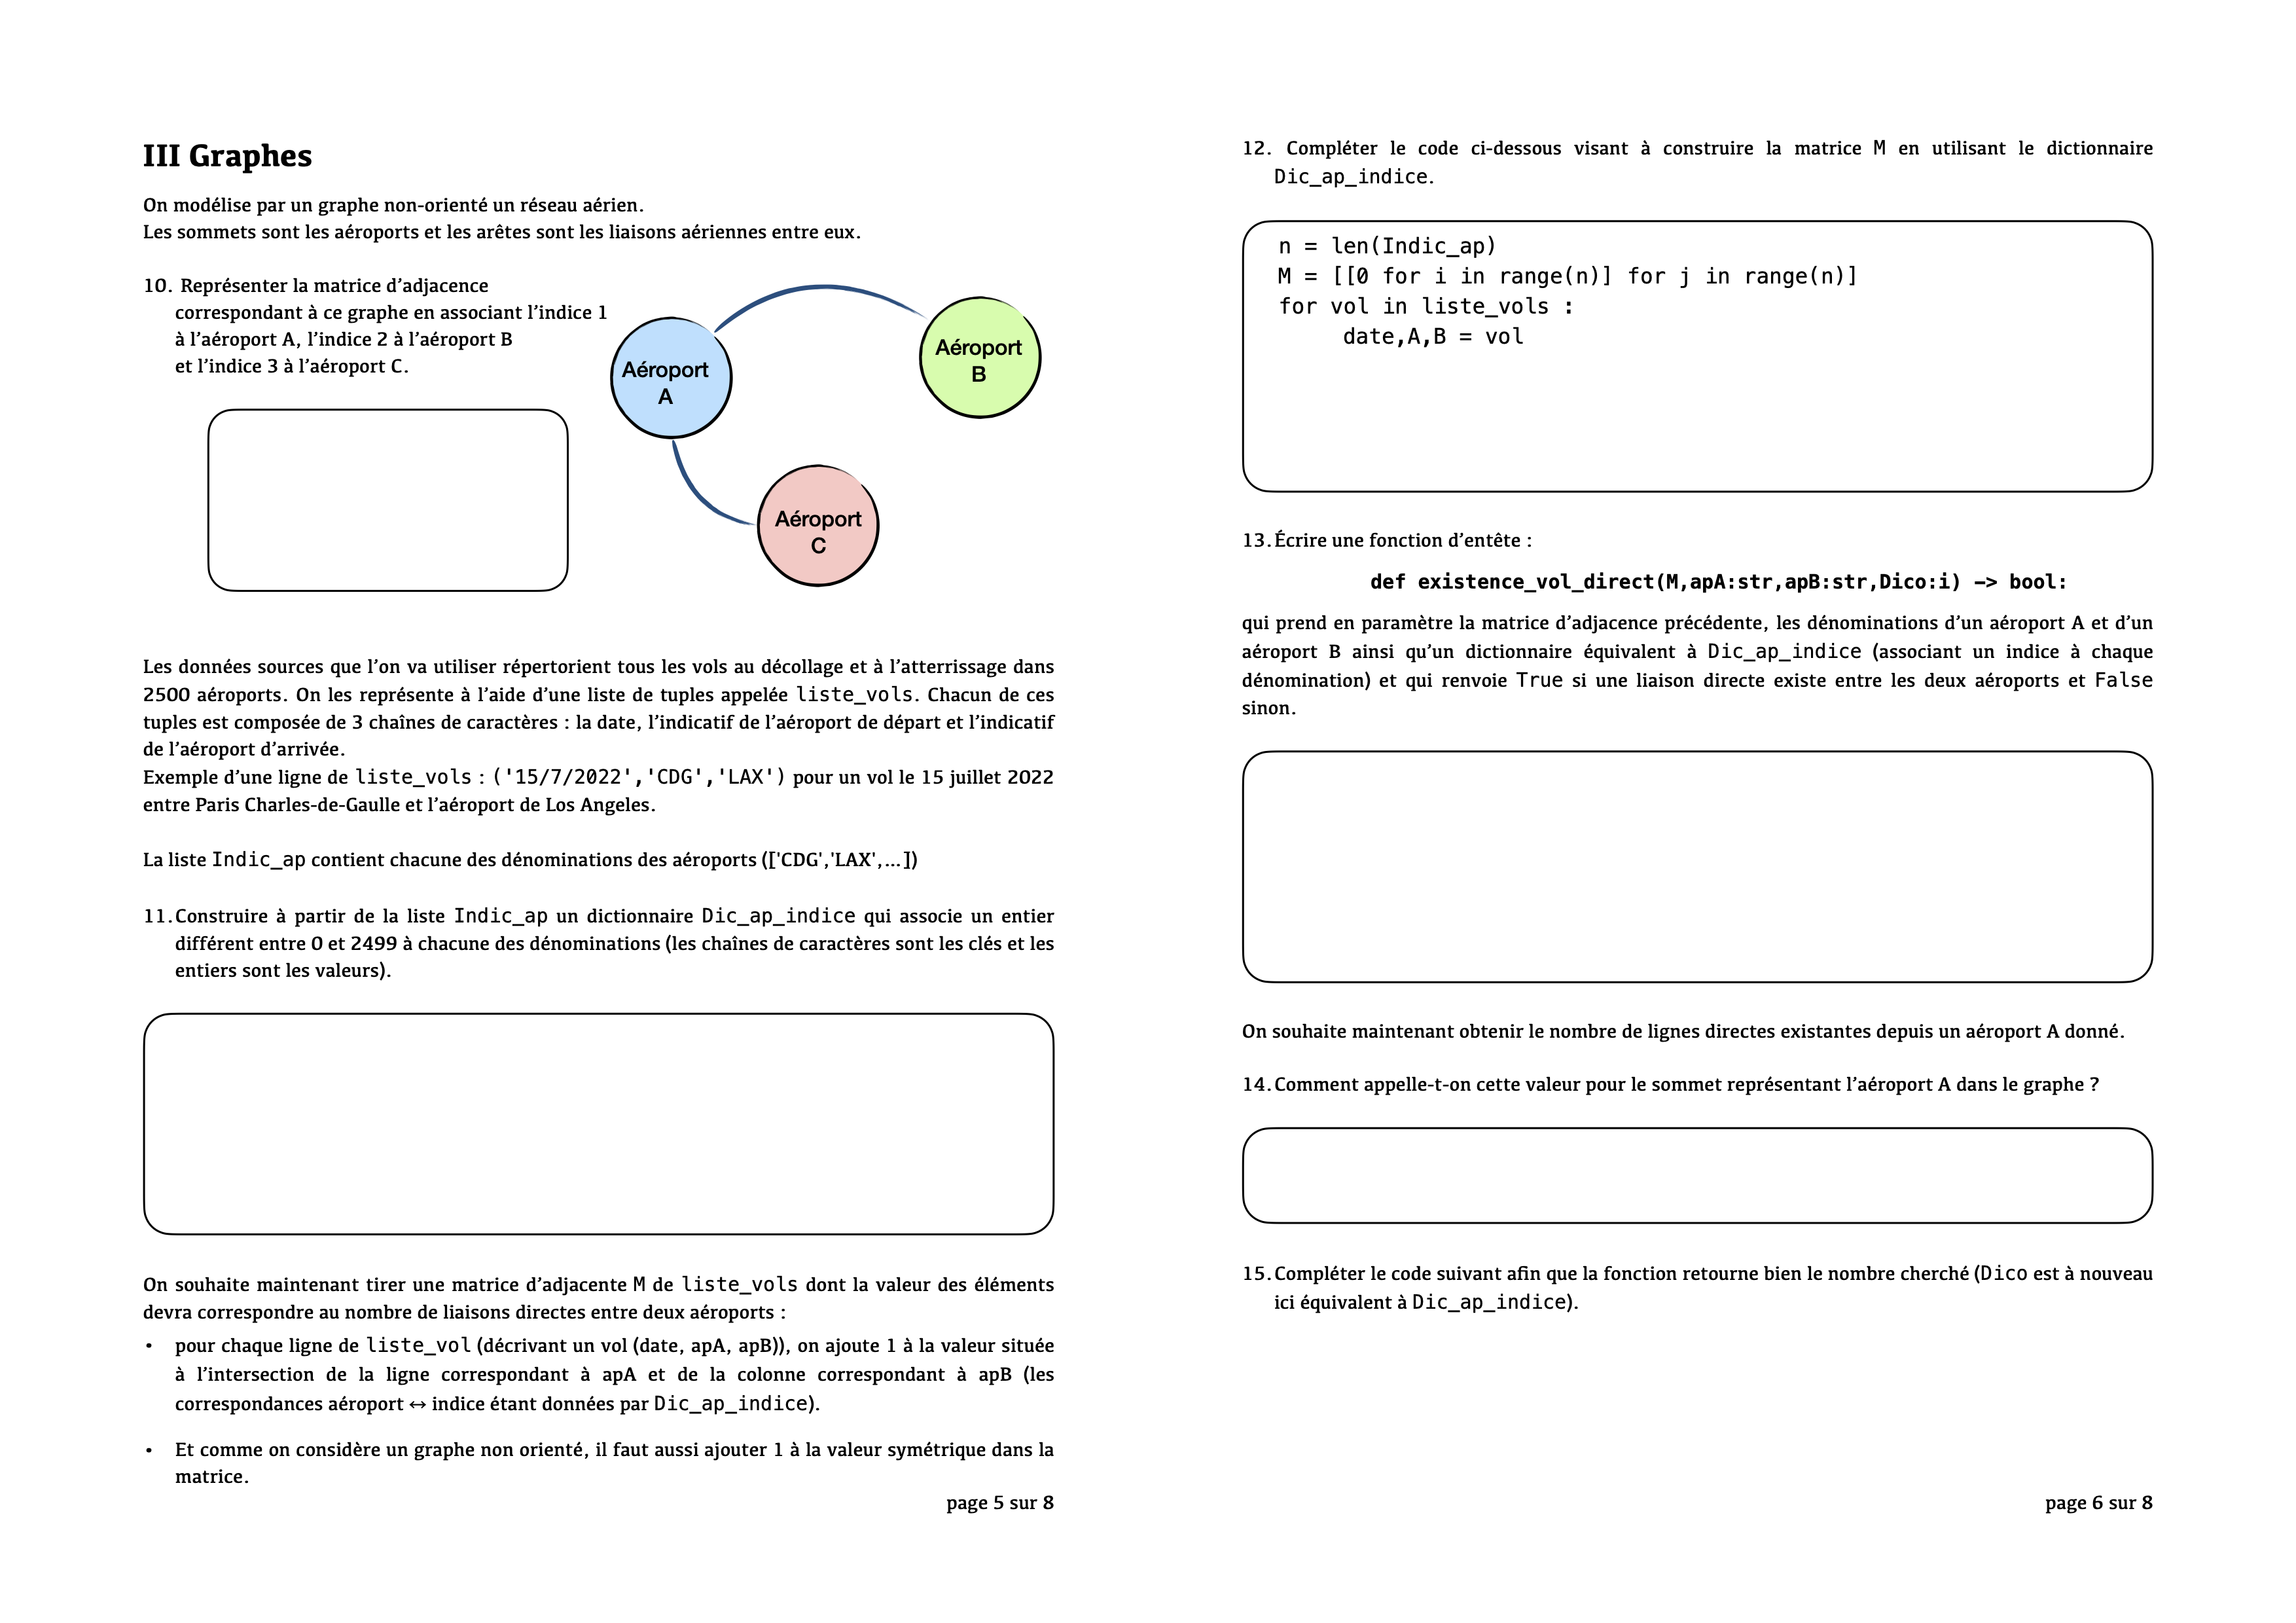 III Graphes
On modélise par un graphe non-orienté un réseau aérien.
Les sommets sont les aéroports et les arêtes sont les liaisons aériennes entre eux.
10. Représenter la matrice d’adjacence
correspondant à ce graphe en associant l’indice 1
à l’aéroport A, l’indice 2 à l’aéroport B
et l’indice 3 à l’aéroport C.
Aéroport
A
Aéroport
B
Aéroport
C
Les données sources que l’on va utiliser répertorient tous les vols au décollage et à l’atterrissage dans
2500 aéroports. On les représente à l’aide d’une liste de tuples appelée liste_vols. Chacun de ces
tuples est composée de 3 chaînes de caractères : la date, l’indicatif de l’aéroport de départ et l’indicatif
de l’aéroport d’arrivée.
Exemple d’une ligne de liste_vols : ('15/7/2022','CDG','LAX') pour un vol le 15 juillet 2022
entre Paris Charles-de-Gaulle et l’aéroport de Los Angeles.
La liste Indic_ap contient chacune des dénominations des aéroports (['CDG','LAX',…])
11. Construire à partir de la liste Indic_ap un dictionnaire Dic_ap_indice qui associe un entier
différent entre 0 et 2499 à chacune des dénominations (les chaînes de caractères sont les clés et les
entiers sont les valeurs).
On souhaite maintenant tirer une matrice d’adjacente M de liste_vols dont la valeur des éléments
devra correspondre au nombre de liaisons directes entre deux aéroports :
• pour chaque ligne de liste_vol (décrivant un vol (date, apA, apB)), on ajoute 1 à la valeur située
à l’intersection de la ligne correspondant à apA et de la colonne correspondant à apB (les
correspondances aéroport ↔ indice étant données par Dic_ap_indice).
• Et comme on considère un graphe non orienté, il faut aussi ajouter 1 à la valeur symétrique dans la
matrice.
page 5 sur 8
12. Compléter le code ci-dessous visant à construire la matrice M en utilisant le dictionnaire
Dic_ap_indice.
n = len(Indic_ap)
M = [[0 for i in range(n)] for j in range(n)]
for vol in liste_vols :
date,A,B = vol
13. Écrire une fonction d’entête :
def existence_vol_direct(M,apA:str,apB:str,Dico:i) –> bool:
qui prend en paramètre la matrice d’adjacence précédente, les dénominations d’un aéroport A et d’un
aéroport B ainsi qu’un dictionnaire équivalent à Dic_ap_indice (associant un indice à chaque
dénomination) et qui renvoie True si une liaison directe existe entre les deux aéroports et False
sinon.
On souhaite maintenant obtenir le nombre de lignes directes existantes depuis un aéroport A donné.
14. Comment appelle-t-on cette valeur pour le sommet représentant l’aéroport A dans le graphe ?
15. Compléter le code suivant afin que la fonction retourne bien le nombre cherché (Dico est à nouveau
ici équivalent à Dic_ap_indice).
page 6 sur 8